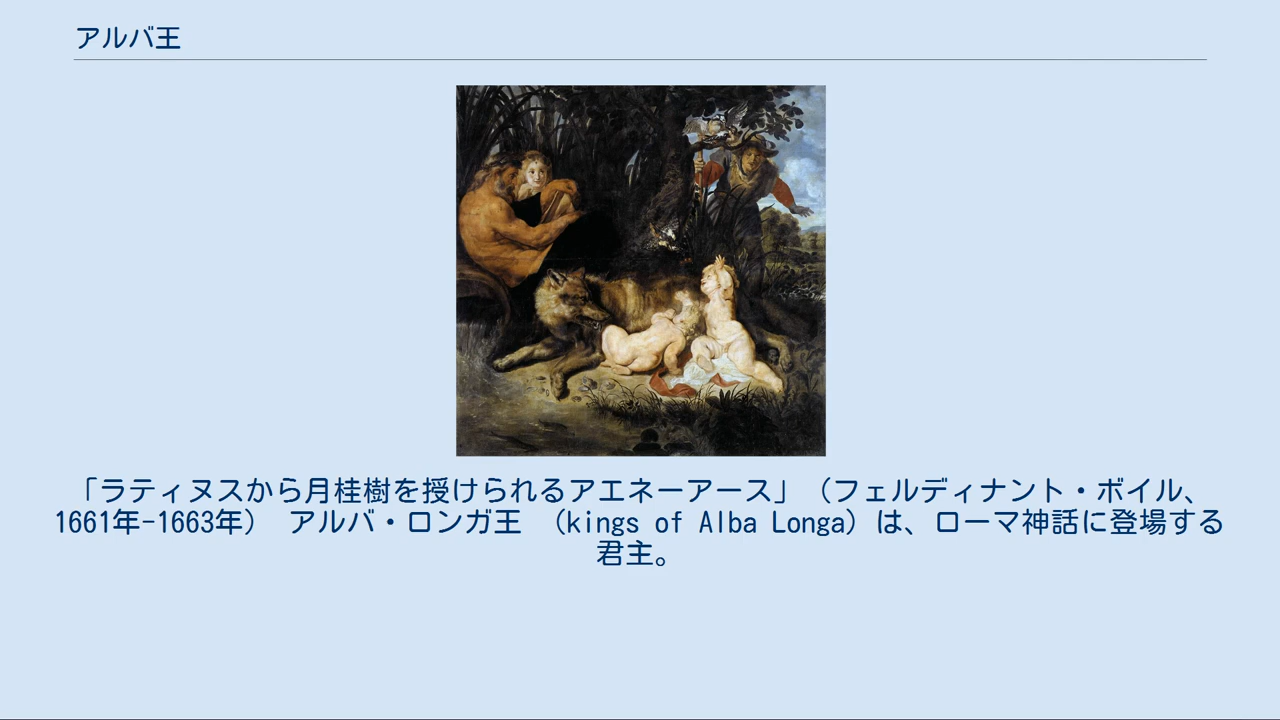 アルバ王
「ラティヌスから月桂樹を授けられるアエネーアース」（フェルディナント・ボイル、
1661年-1663年） アルバ・ロンガ王 （kings of Alba Longa）は、ローマ神話に登場する
君主。